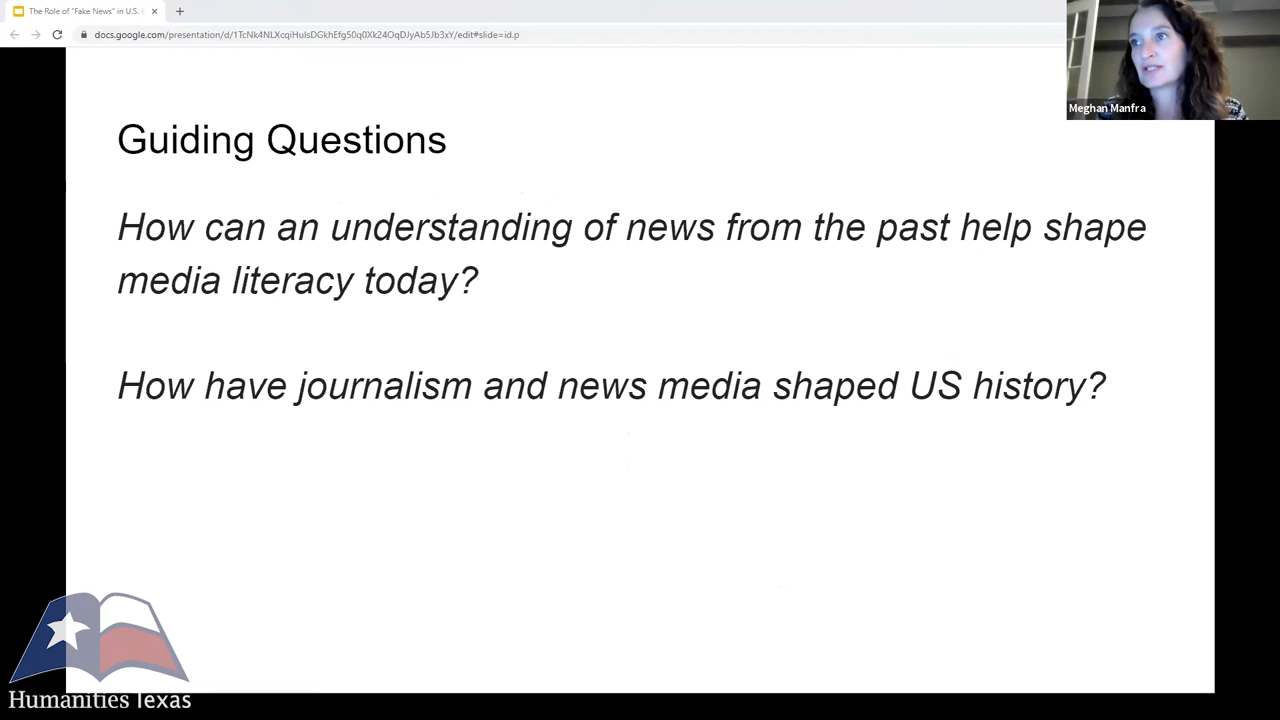 The Role of "Fake News" in U.S.
docs.google.com/presentation/d/1TcNk4NLXcqiHulsDGkhEfg50q0Xk24OqDJyAb5Jb3xY/edit#slide=id.p
Meghan Manfra
Guiding Questions
How can an understanding of news from the past help shape
media literacy today?
How have journalism and news media shaped US history?
Humanities Texas